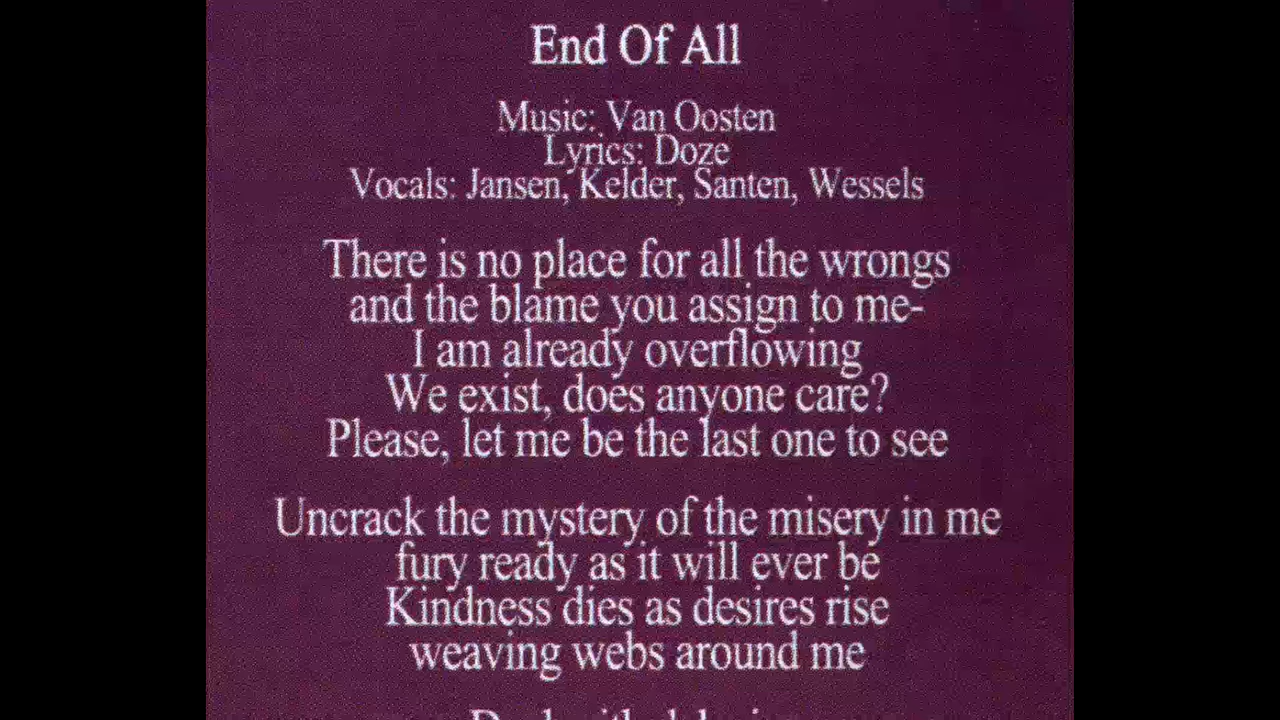 End Of All
Music: Van Oosten
Lyrics: Doze
Vocals: Jansen, Kelder, Santen, Wessels
There is no place for all the wrongs
and the blame you assign to me-
I am already overflowing
We exist, does anyone care?
Please, let me be the last one to see
Uncrack the mystery of the misery in me
fury ready as it will ever be
Kindness dies as desires rise
weaving webs around me